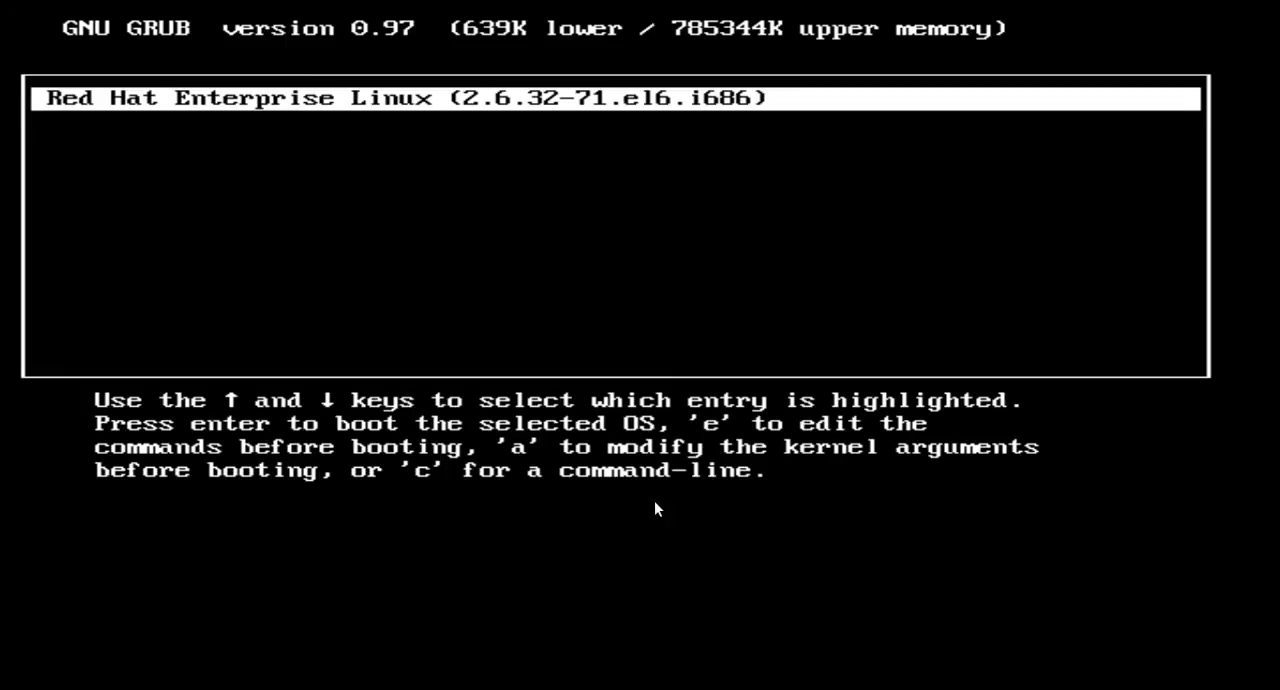 GNU GRUB  version 0.97  (639K lower / 785344K upper memory)
Red Hat Enterprise Linux (2.6.32-71.el6.i686)
Use the ↑ and ↓ keys to select which entry is highlighted.
Press enter to boot the selected OS, 'e' to edit the
commands before booting, 'a' to modify the kernel arguments
before booting, or 'c' for a command-line.